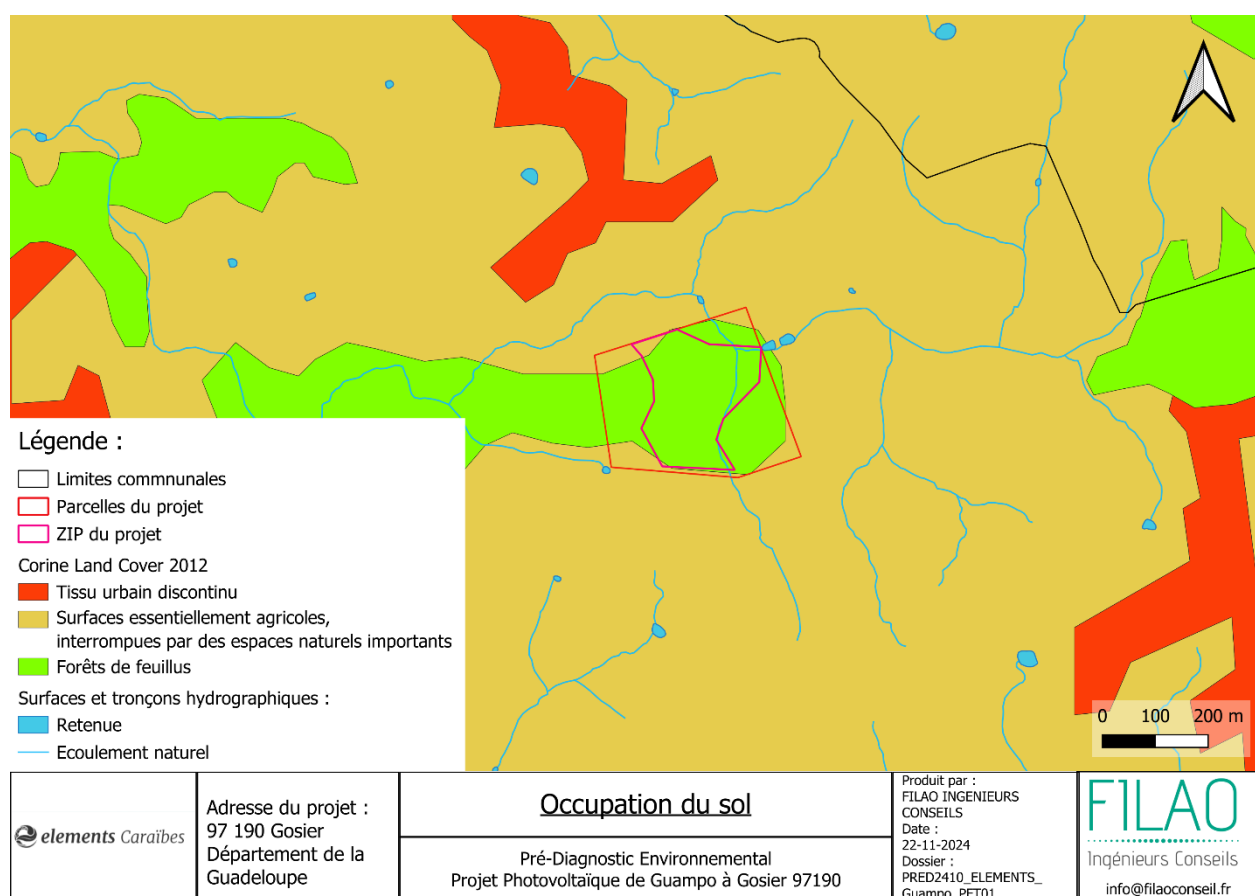 Légende :
Limites commnunales
Parcelles du projet
ZIP du projet
Corine Land Cover 2012
Tissu urbain discontinu
Surfaces essentiellement agricoles,
interrompues par des espaces naturels importants
Forêts de feuillus
Surfaces et tronçons hydrographiques :
Retenue
Ecoulement naturel
0 100 200 m
elements Caraïbes
Adresse du projet :
97 190 Gosier
Département de la
Guadeloupe
Occupation du sol
Pré-Diagnostic Environnemental
Projet Photovoltaïque de Guampo à Gosier 97190
Produit par :
FILAO INGENIEURS
CONSEILS
Date :
22-11-2024
Dossier :
PRED2410_ELEMENTS_
Guampo_PET01
FILAO
Ingénieurs Conseils
info@filaoconseil.fr